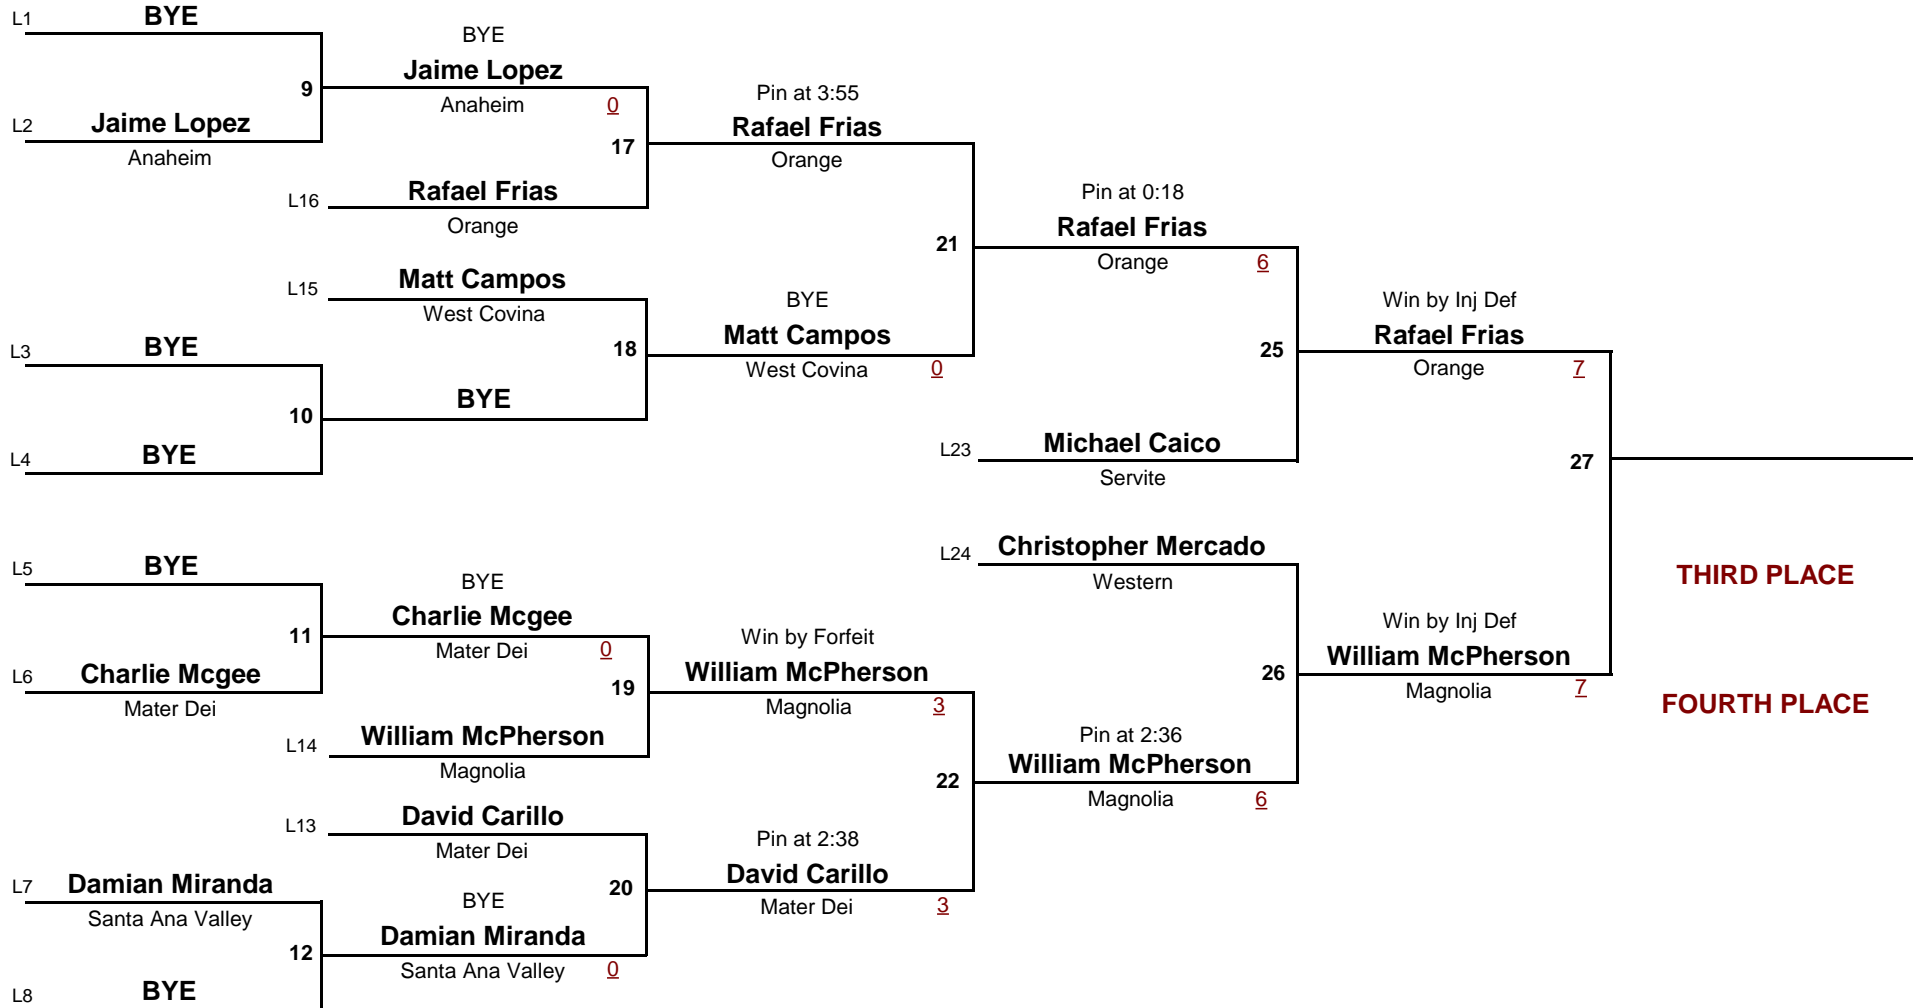 L1 BYE
BYE
Jaime Lopez
9
Anaheim 0
L2 Jaime Lopez
Anaheim
Pin at 3:55
Rafael Frias
17
Orange
L16 Rafael Frias
Orange
Pin at 0:18
Rafael Frias
21
Orange 6
L15 Matt Campos
West Covina
BYE
Matt Campos
18
West Covina 0
L3 BYE
10
BYE
L4 BYE
Win by Inj Def
Rafael Frias
25
Orange 7
L23 Michael Caico
Servite
27
L24 Christopher Mercado
Western
THIRD PLACE
L5 BYE
BYE
Charlie Mcgee
11
Mater Dei 0
L6 Charlie Mcgee
Mater Dei
Win by Forfeit
William McPherson
19
Magnolia 3
L14 William McPherson
Magnolia
Win by Inj Def
William McPherson
26
Magnolia 7
FOURTH PLACE
Pin at 2:36
William McPherson
22
Magnolia 6
L13 David Carillo
Mater Dei
Pin at 2:38
David Carillo
20
Mater Dei 3
L7 Damian Miranda
Santa Ana Valley
BYE
Damian Miranda
12
Santa Ana Valley 0
L8 BYE